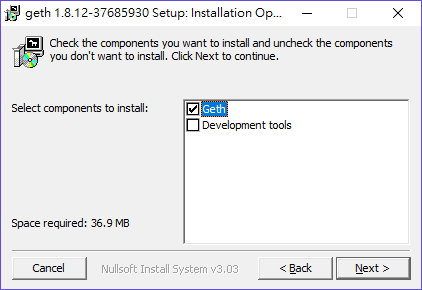 geth 1.8.12-37685930 Setup: Installation Op...
Check the components you want to install and uncheck the components
you don't want to install. Click Next to continue.
Select components to install:
Geth
Development tools
Space required: 36.9 MB
Cancel
Nullsoft Install System v3.03
< Back
Next >